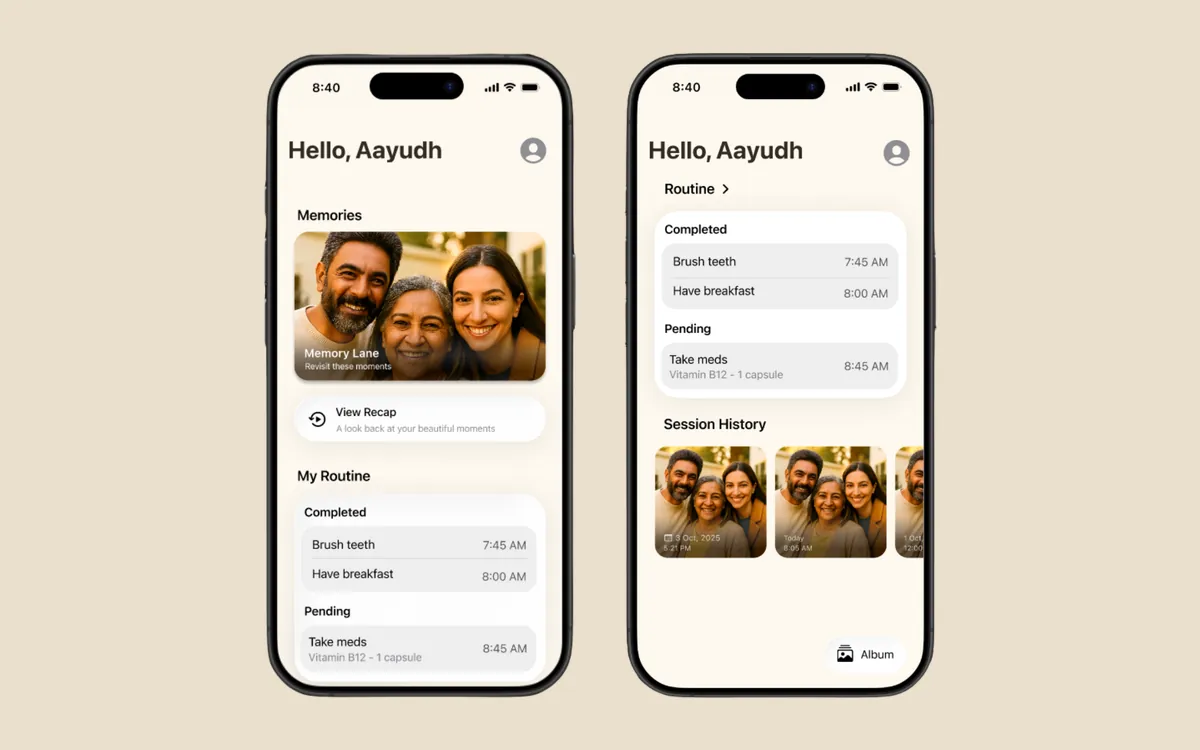 8:40
Hello, Aayudh
Memories
Memory Lane
Revisit these moments
View Recap
A look back at your beautiful moments
My Routine
Completed
Brush teeth 7:45 AM
Have breakfast 8:00 AM
Pending
Take meds
Vitamin B12 - 1 capsule 8:45 AM
8:40
Hello, Aayudh
Routine >
Completed
Brush teeth 7:45 AM
Have breakfast 8:00 AM
Pending
Take meds
Vitamin B12 - 1 capsule 8:45 AM
Session History
3 Oct, 2025
5:21 PM
Today
8:05 AM
1 Oct,
12:00
Album